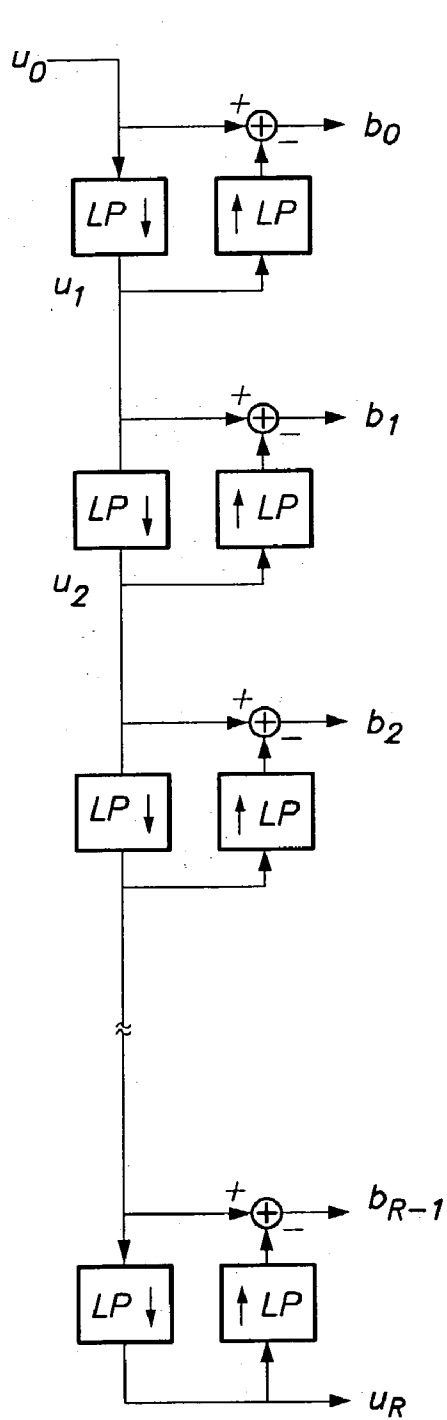 u0
+
− b0
LP ↓ ↑ LP
u1
+
− b1
LP ↓ ↑ LP
u2
+
− b2
LP ↓ ↑ LP
≈
+
− bR−1
LP ↓ ↑ LP
uR